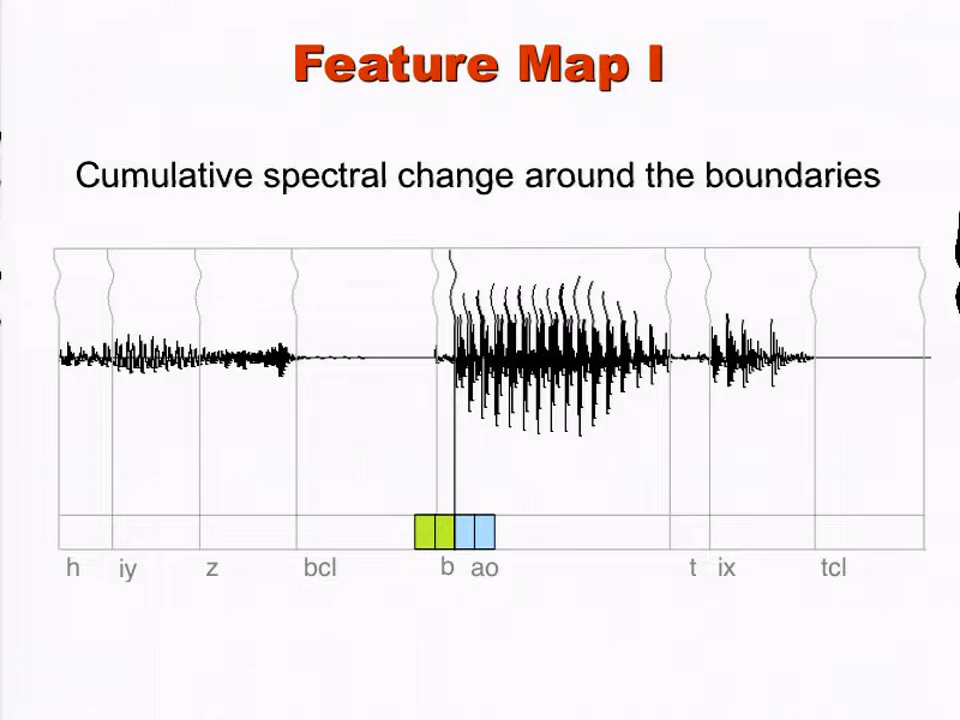 Feature Map I
Cumulative spectral change around the boundaries
h iy z bcl b ao t ix tcl